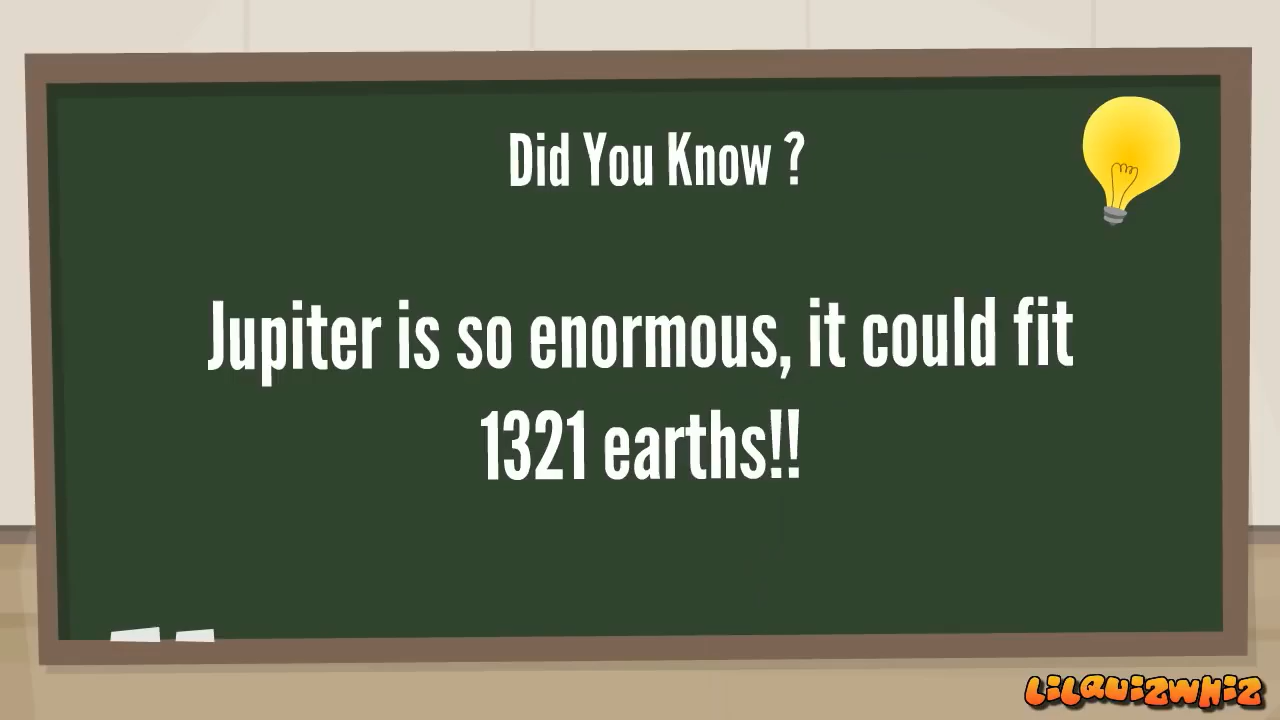 Did You Know ?
Jupiter is so enormous, it could fit
1321 earths!!
LILQUIZWHIZ